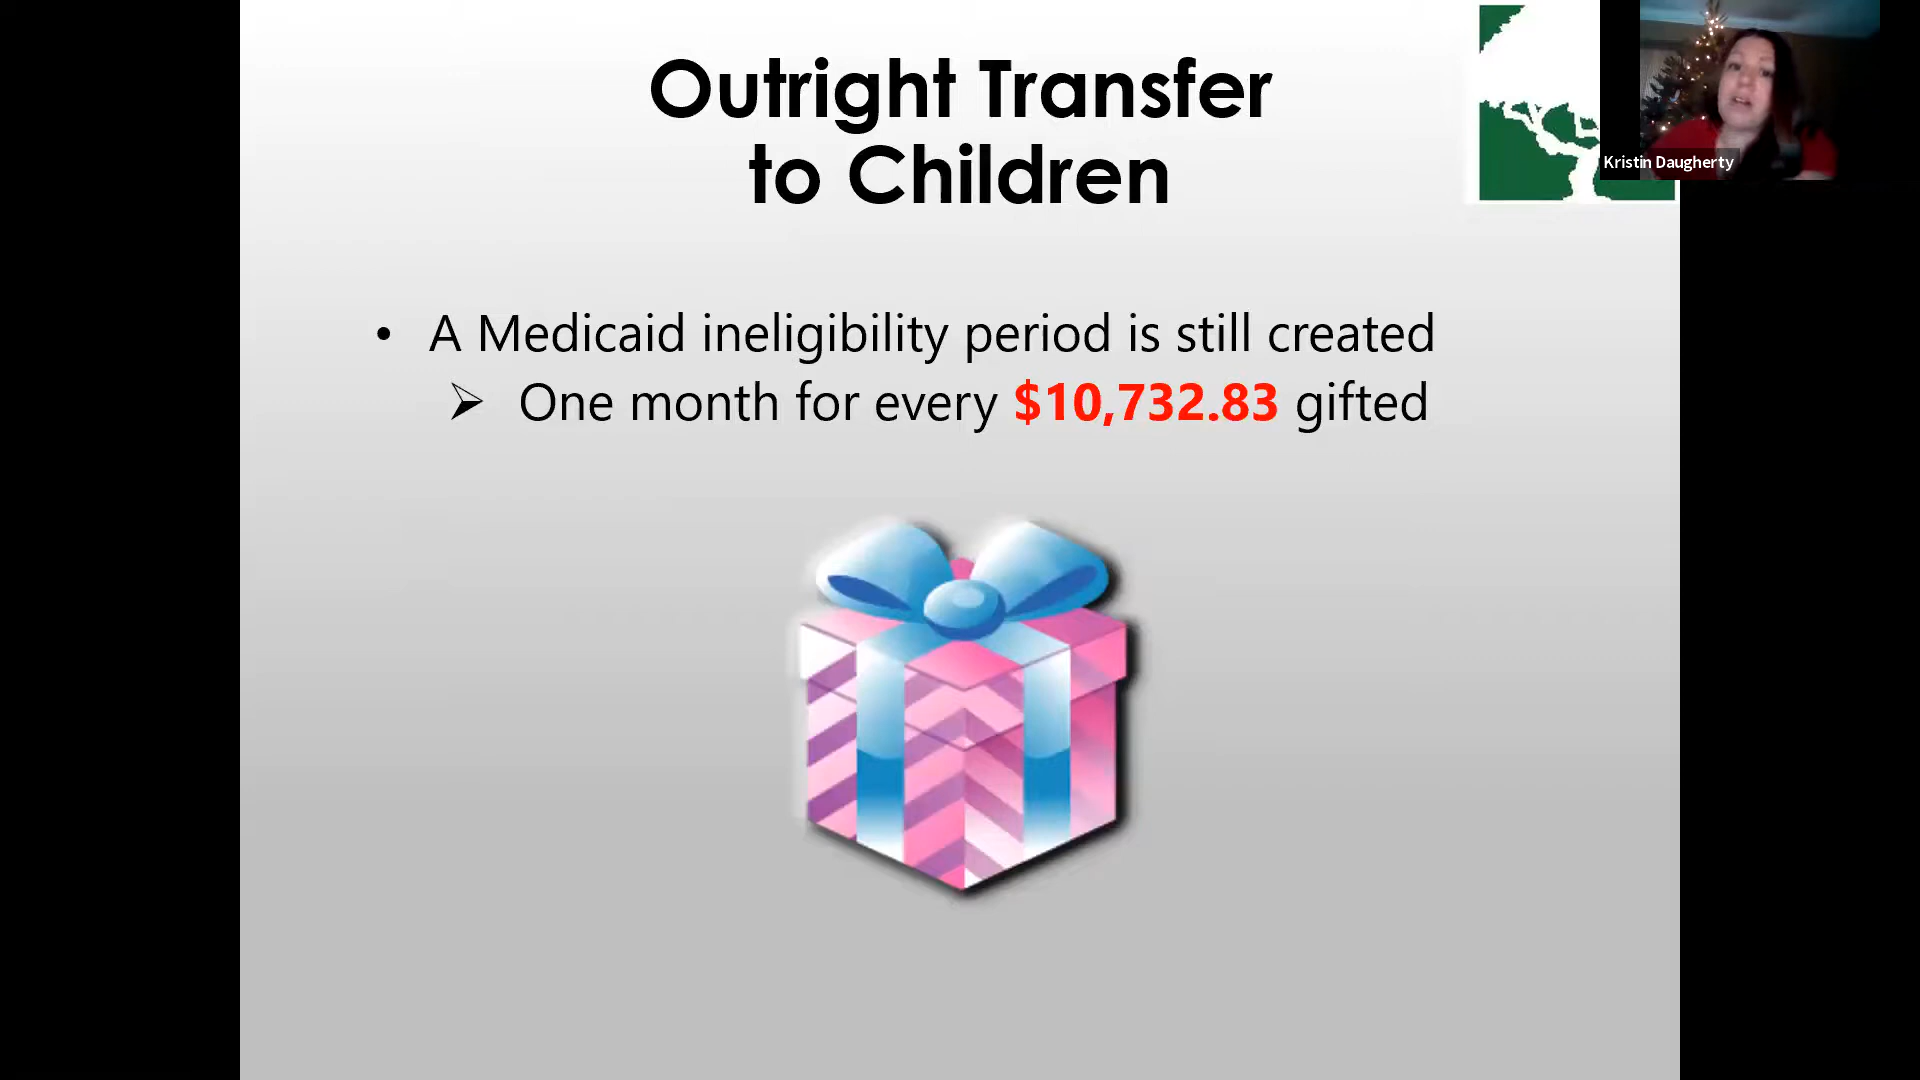 Outright Transfer
to Children
Kristin Daugherty
• A Medicaid ineligibility period is still created
➢ One month for every $10,732.83 gifted